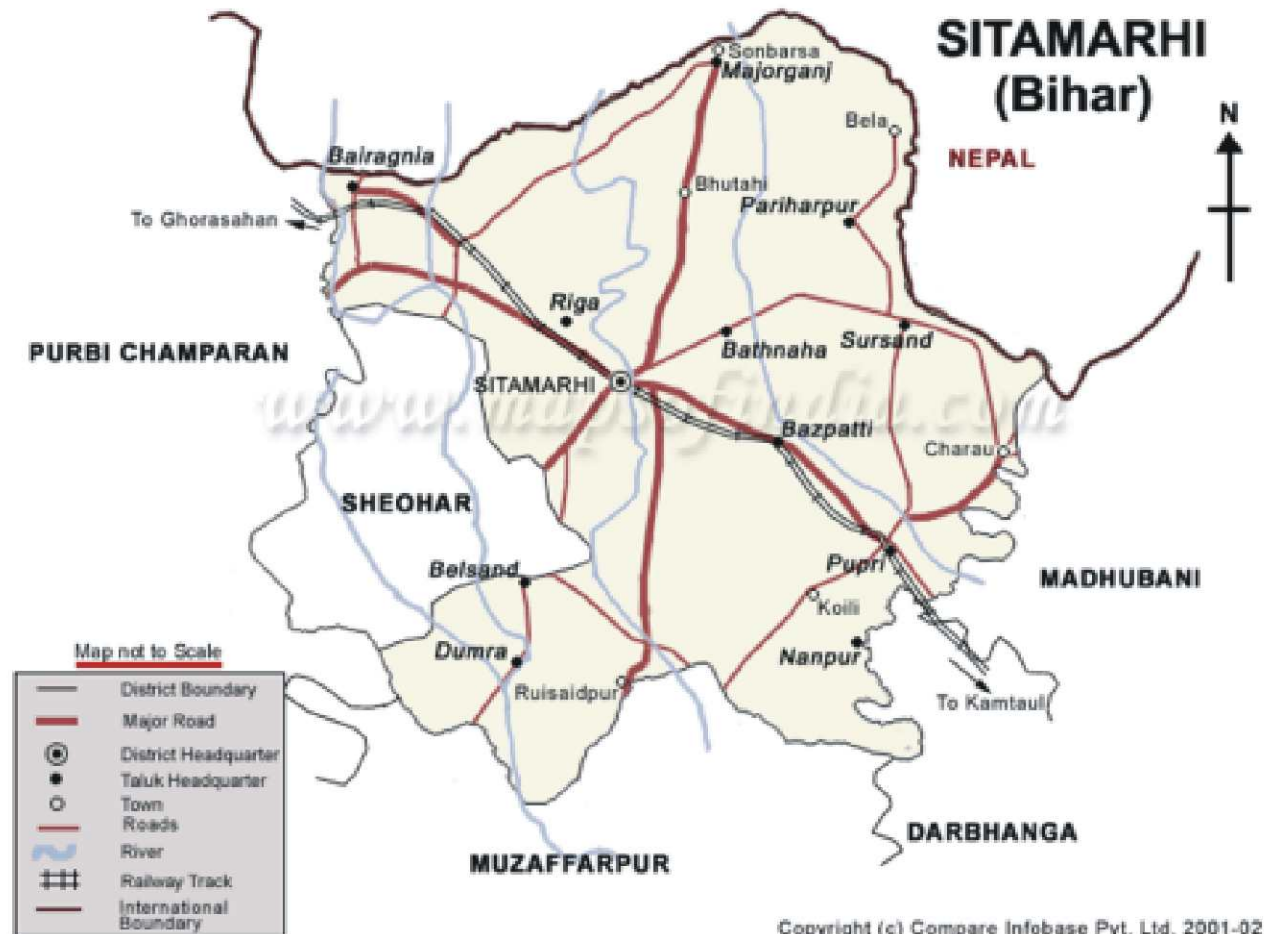 SITAMARHI
(Bihar)
N
NEPAL
Sonbarsa
Majorganj
Bela
Bairagnia
Bhutahi
Pariharpur
To Ghorasahan
Riga
Bathnaha
Sursand
PURBI CHAMPARAN
SITAMARHI
www.mapsofindia.com
Bazpatti
Charau
SHEOHAR
Belsand
Pupri
MADHUBANI
Koili
Dumra
Nanpur
Ruisaidpur
To Kamtaul
Map not to Scale
District Boundary
Major Road
District Headquarter
Taluk Headquarter
Town
Roads
River
Railway Track
International
Boundary
DARBHANGA
MUZAFFARPUR
Copyright (c) Compare Infobase Pvt. Ltd. 2001-02